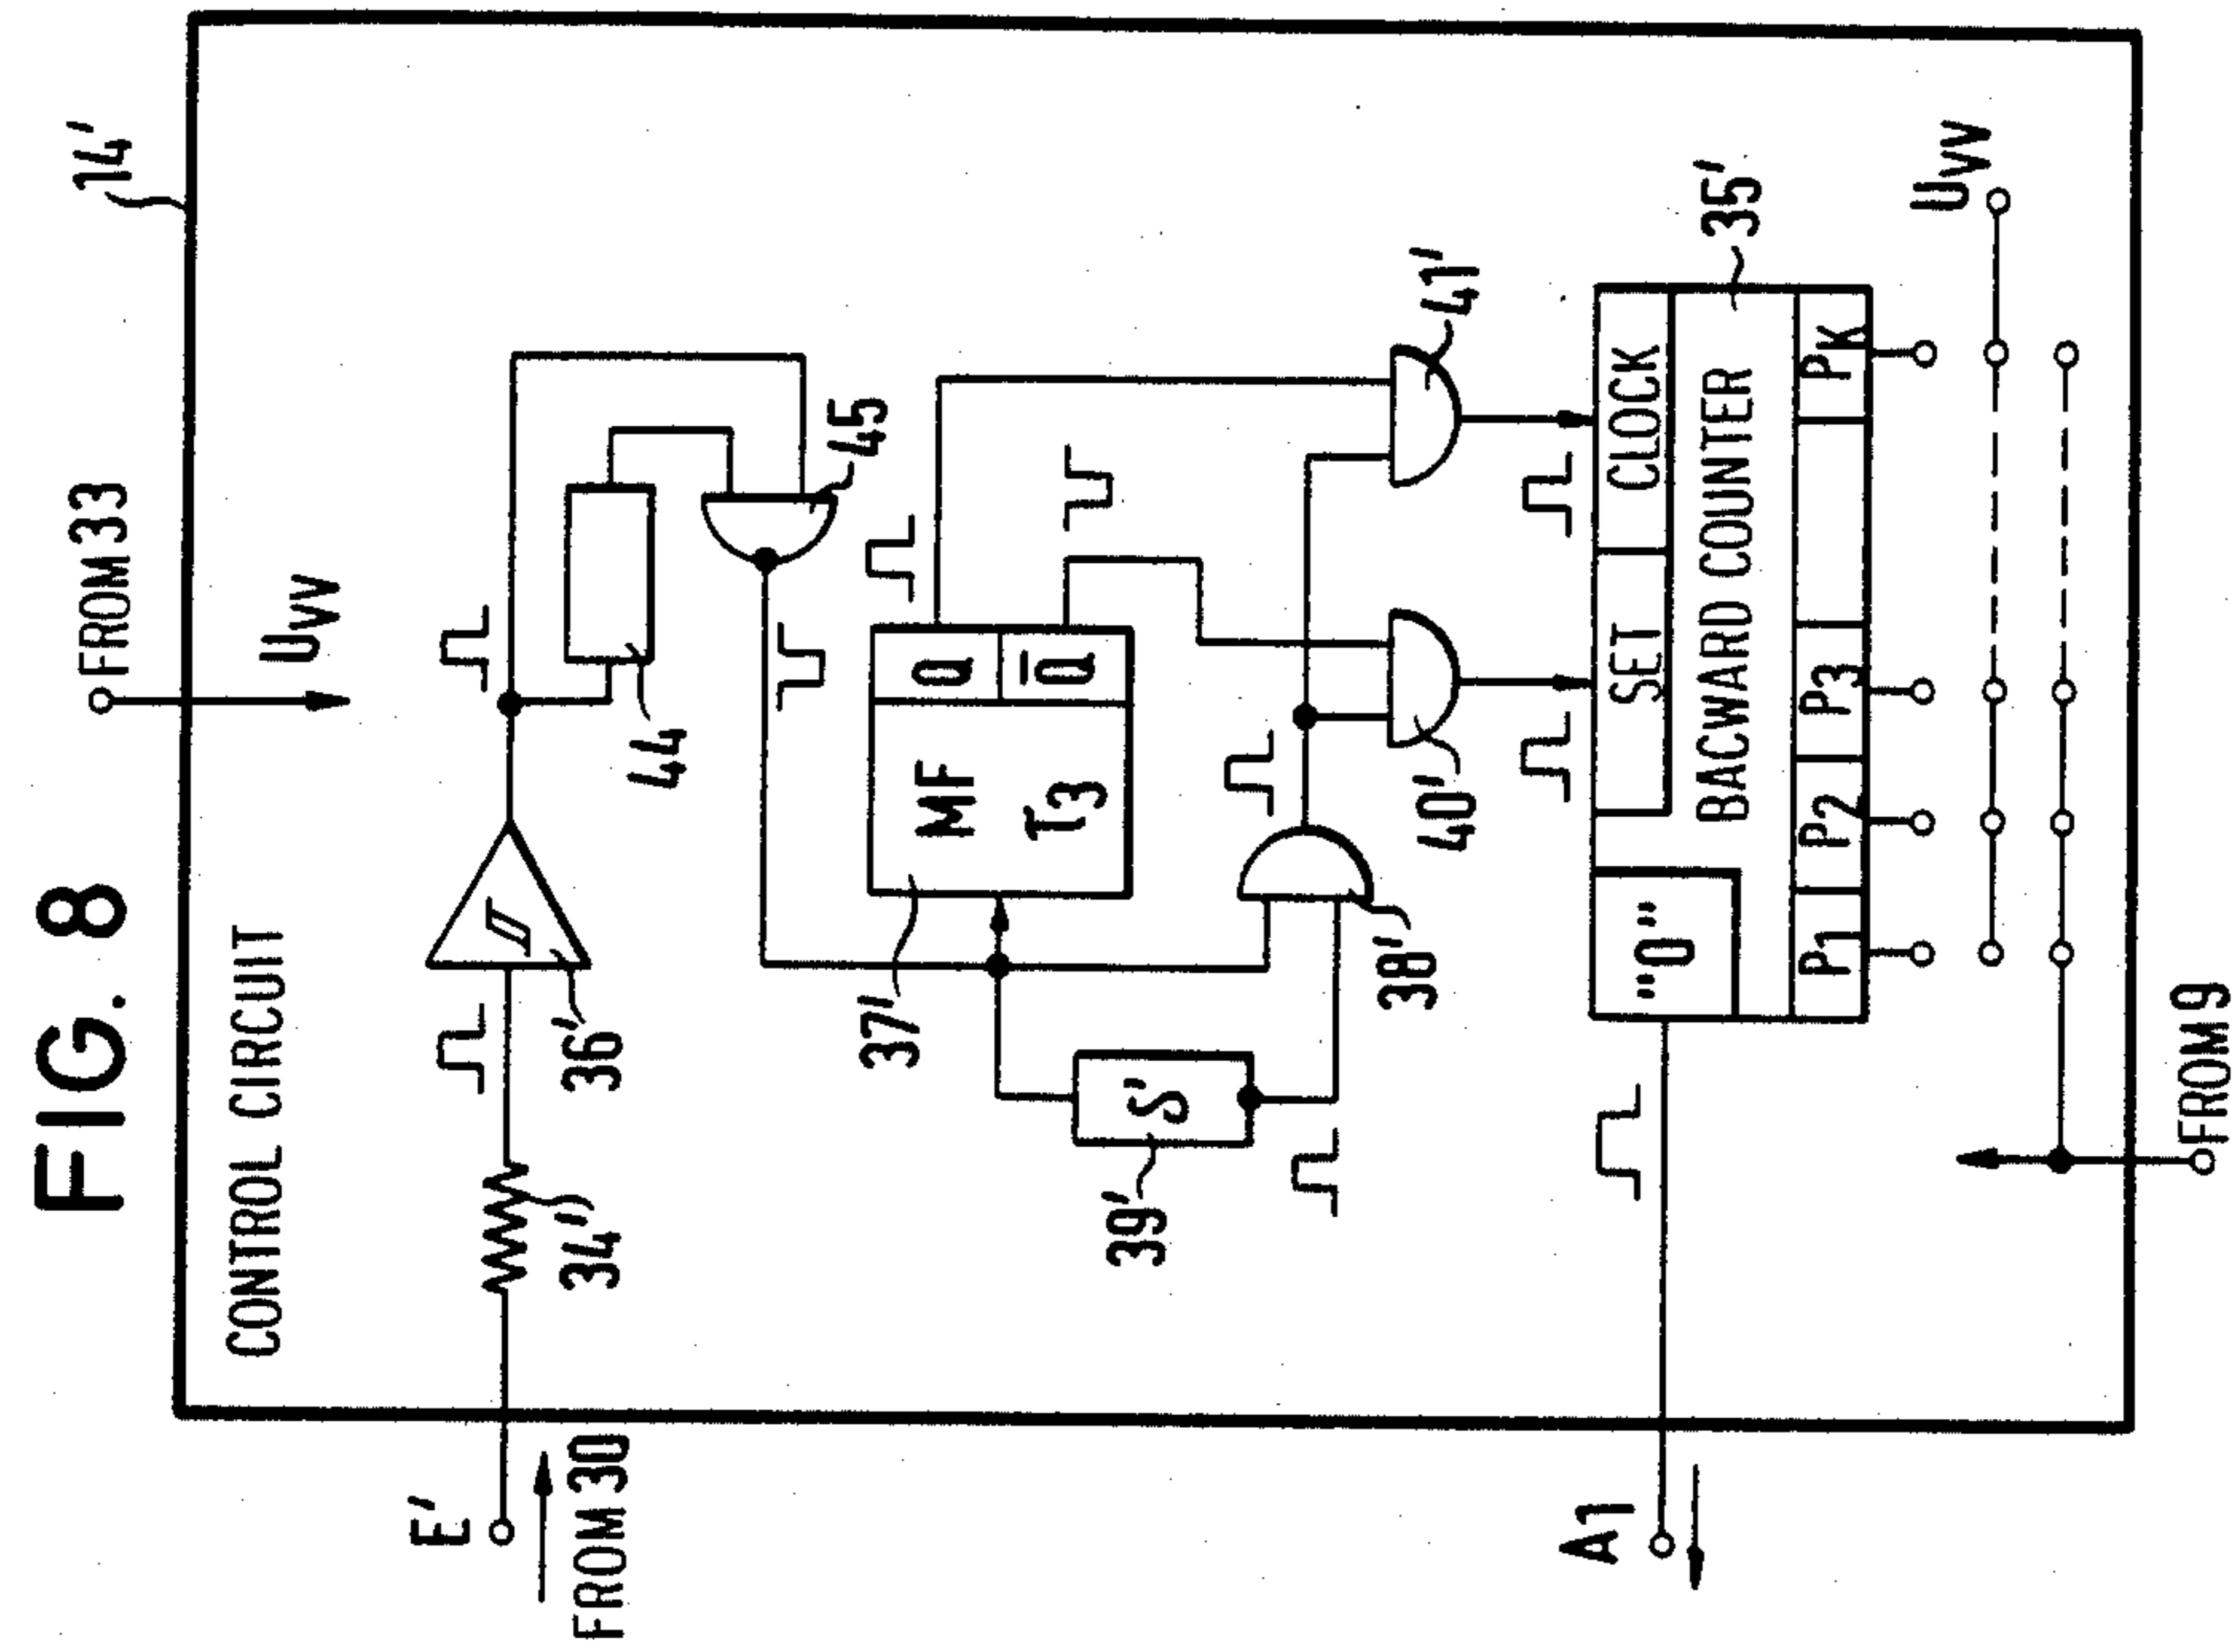 FIG. 8
CONTROL CIRCUIT
FROM 33
14'
UVV
E'
FROM 30
34'
36'
44
45
37'
MF
T3
Q
Q̅
39'
S'
38'
40'
41'
A1
"0"
SET
CLOCK
BACWARD COUNTER
35'
P1
P2
P3
PK
UVV
FROM 9